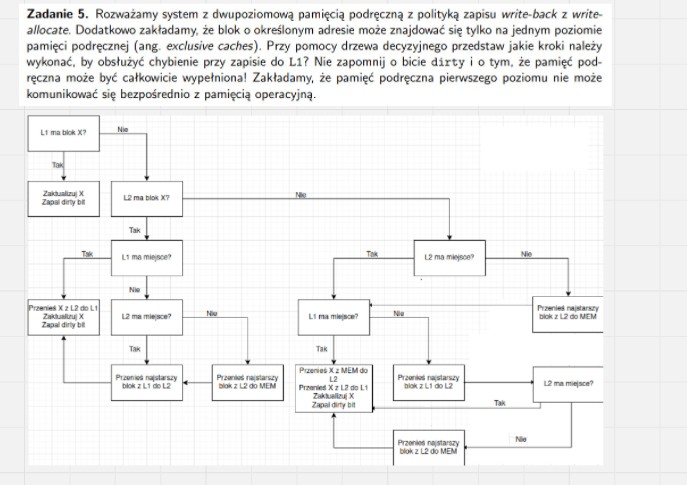 Zadanie 5. Rozważamy system z dwupoziomową pamięcią podręczną z polityką zapisu write-back z write-
allocate. Dodatkowo zakładamy, że blok o określonym adresie może znajdować się tylko na jednym poziomie
pamięci podręcznej (ang. exclusive caches). Przy pomocy drzewa decyzyjnego przedstaw jakie kroki należy
wykonać, by obsłużyć chybienie przy zapisie do L1? Nie zapomnij o bicie dirty i o tym, że pamięć pod-
ręczna może być całkowicie wypełniona! Zakładamy, że pamięć podręczna pierwszego poziomu nie może
komunikować się bezpośrednio z pamięcią operacyjną.
L1 ma blok X?
Nie
Tak
Zaktualizuj X
Zapal dirty bit
L2 ma blok X?
Nie
Tak
Tak
L1 ma miejsce?
Tak
L2 ma miejsce?
Nie
Nie
Przenieś X z L2 do L1
Zaktualizuj X
Zapal dirty bit
L2 ma miejsce?
Nie
L1 ma miejsce?
Nie
Przenieś najstarszy
blok z L2 do MEM
Tak
Tak
Przenieś najstarszy
blok z L1 do L2
Przenieś najstarszy
blok z L2 do MEM
Przenieś X z MEM do
L2
Przenieś X z L2 do L1
Zaktualizuj X
Zapal dirty bit
Przenieś najstarszy
blok z L1 do L2
L2 ma miejsce?
Tak
Nie
Przenieś najstarszy
blok z L2 do MEM